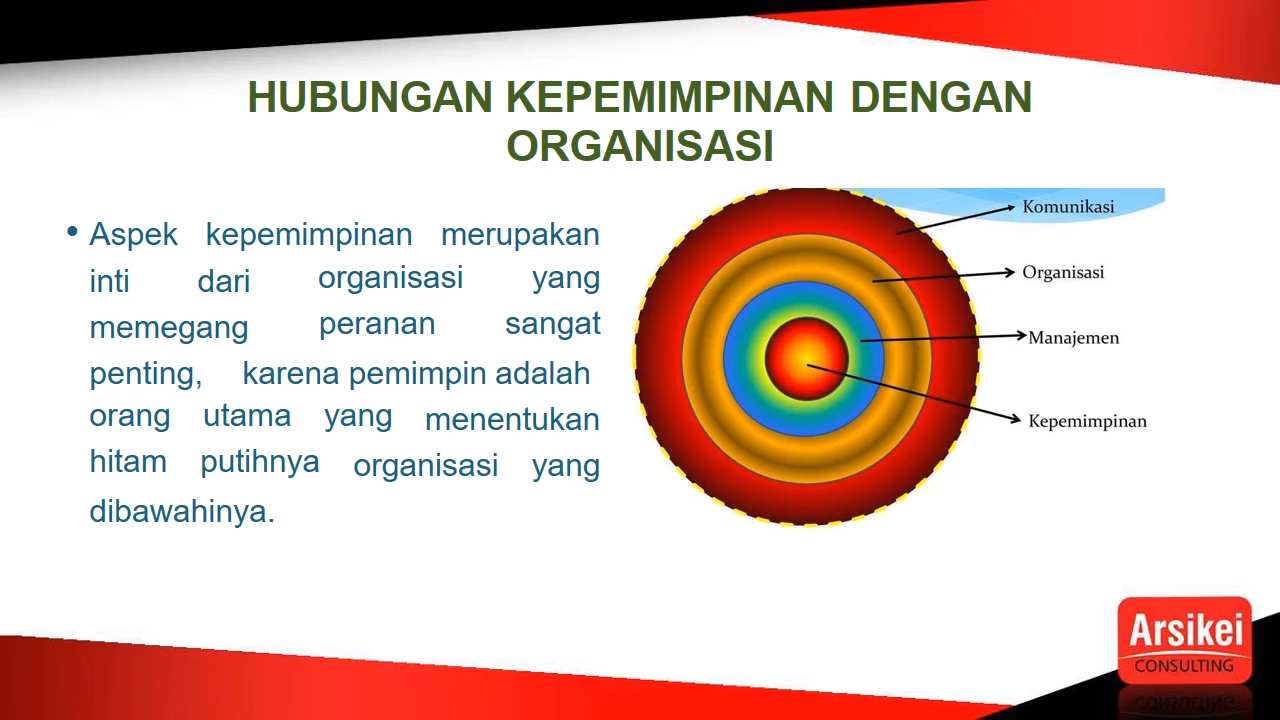 HUBUNGAN KEPEMIMPINAN DENGAN
ORGANISASI
• Aspek kepemimpinan merupakan
inti dari organisasi yang
memegang peranan sangat
penting, karena pemimpin adalah
orang utama yang menentukan
hitam putihnya organisasi yang
dibawahinya.
Komunikasi
Organisasi
Manajemen
Kepemimpinan
Arsikei
CONSULTING